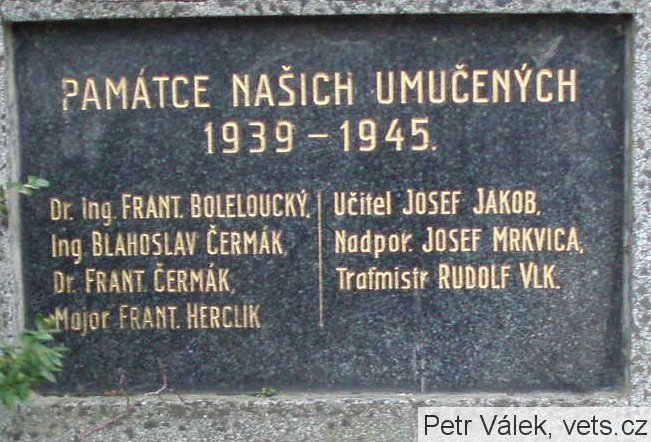 PAMÁTCE NAŠICH UMUČENÝCH
1939 – 1945.
Dr. Ing. FRANT. BOLELOUCKÝ,
Ing BLAHOSLAV ČERMÁK,
Dr. FRANT. ČERMÁK,
Major FRANT. HERCLIK
Učitel JOSEF JAKOB,
Nadpor. JOSEF MRKVICA,
Trafmistr RUDOLF VLK.
Petr Válek, vets.cz